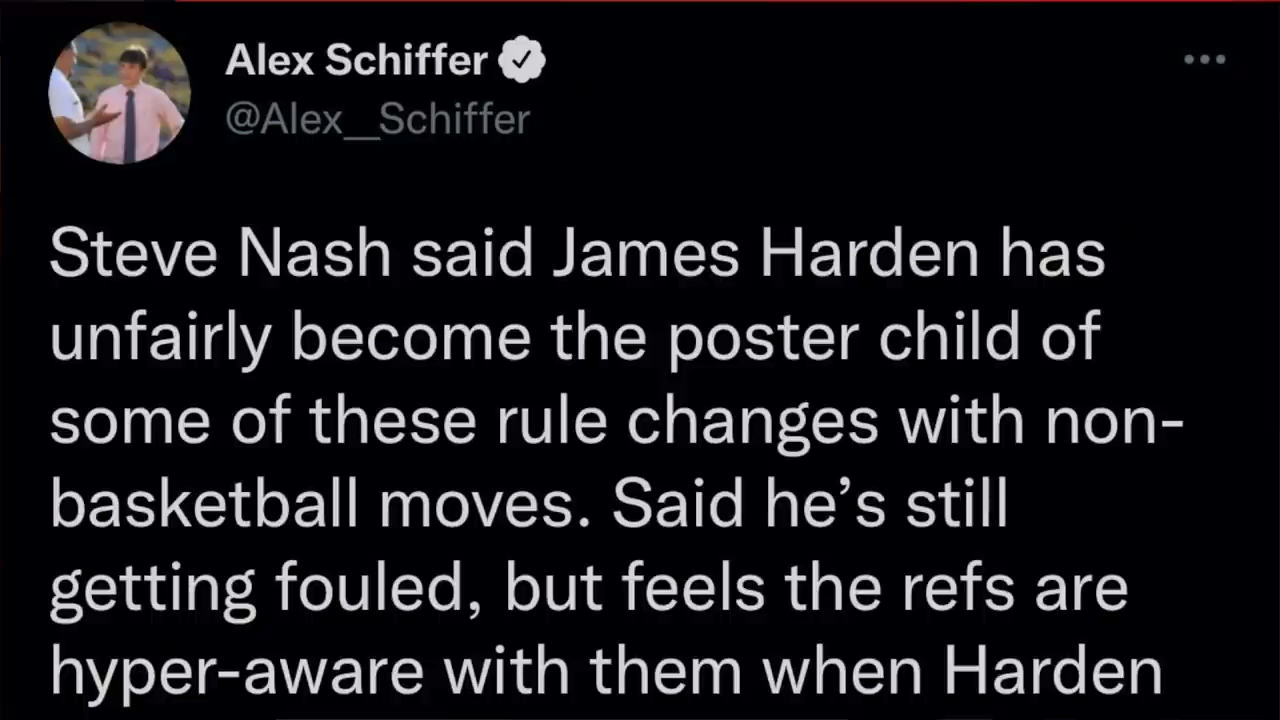 Alex Schiffer
@Alex__Schiffer
Steve Nash said James Harden has
unfairly become the poster child of
some of these rule changes with non-
basketball moves. Said he’s still
getting fouled, but feels the refs are
hyper-aware with them when Harden